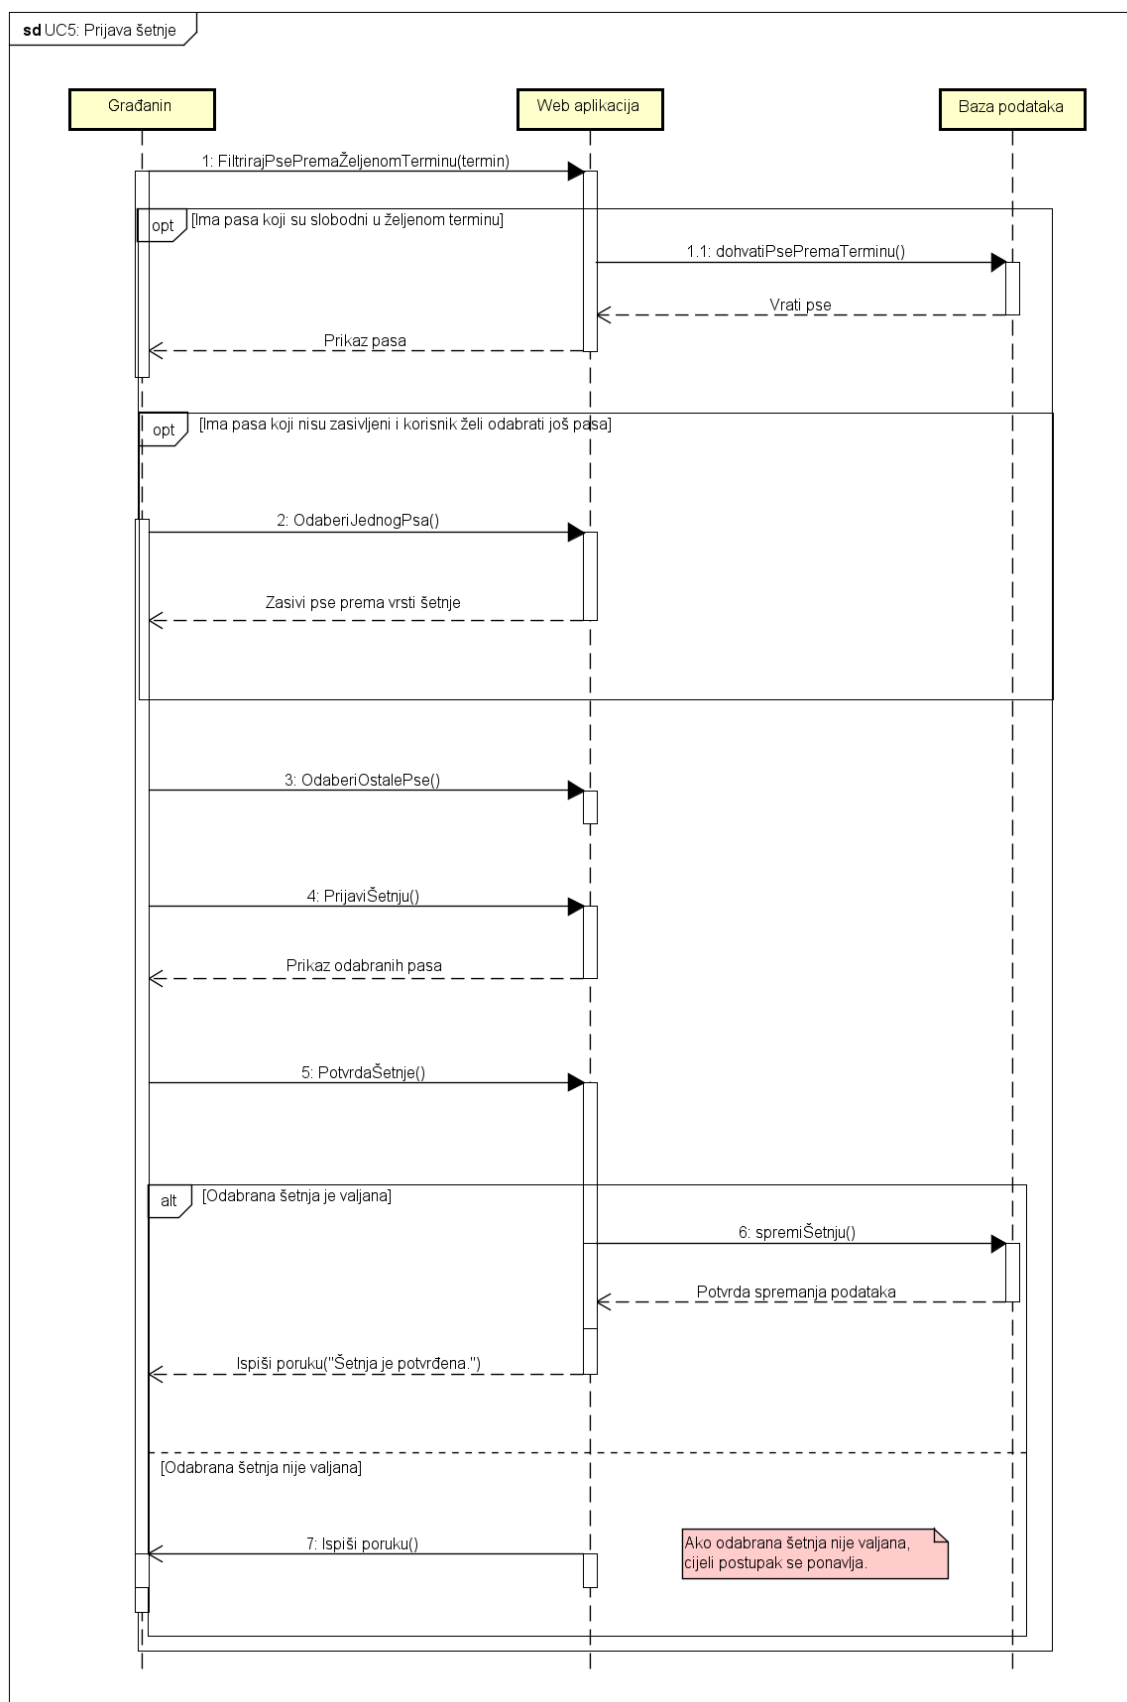 sd UC5: Prijava šetnje
Građanin
Web aplikacija
Baza podataka
1: FiltrirajPsePremaŽeljenomTerminu(termin)
opt
[Ima pasa koji su slobodni u željenom terminu]
1.1: dohvatiPsePremaTerminu()
Vrati pse
Prikaz pasa
opt
[Ima pasa koji nisu zasivljeni i korisnik želi odabrati još pasa]
2: OdaberiJednogPsa()
Zasivi pse prema vrsti šetnje
3: OdaberiOstalePse()
4: PrijaviŠetnju()
Prikaz odabranih pasa
5: PotvrdaŠetnje()
alt
[Odabrana šetnja je valjana]
6: spremiŠetnju()
Potvrda spremanja podataka
Ispiši poruku("Šetnja je potvrđena.")
[Odabrana šetnja nije valjana]
7: Ispiši poruku()
Ako odabrana šetnja nije valjana,
cijeli postupak se ponavlja.